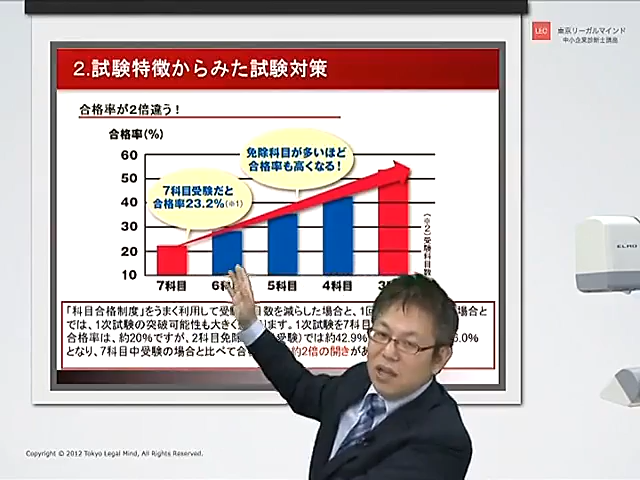 LEC 東京リーガルマインド
中小企業診断士講座
2.試験特徴からみた試験対策
合格率が2倍違う！
合格率(%)
免除科目が多いほど
合格率も高くなる！
7科目受験だと
合格率23.2%(※1)
60
50
40
30
20
10
7科目
6科目
5科目
4科目
(※2)受験科目数
ELMO
「科目合格制度」をうまく利用して受験
数を減らした場合と、1回
場合と
では、1次試験の突破可能性も大きく
ます。1次試験を7科目
合格率は、約20%ですが、2科目免除
受験)では約42.9%
6.0%
となり、7科目中受験の場合と比べて合
約2倍の開きが
Copyright © 2012 Tokyo Legal Mind, All Rights Reserved.